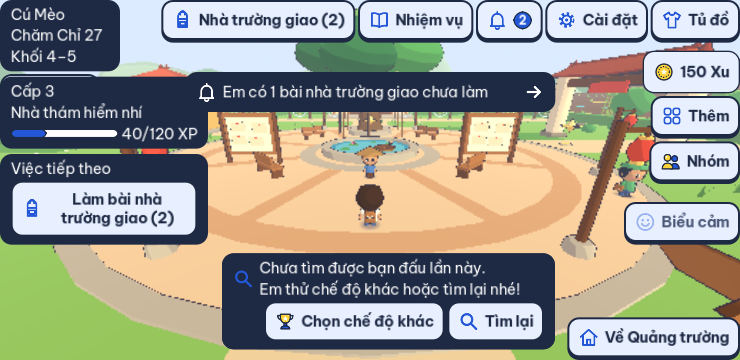 Cú Mèo
Chăm Chỉ 27
Khối 4–5
Nhà trường giao (2)
Nhiệm vụ
2
Cài đặt
Tủ đồ
Cấp 3
Nhà thám hiểm nhí
40/120 XP
Em có 1 bài nhà trường giao chưa làm
150 Xu
Thêm
Nhóm
Việc tiếp theo
Làm bài nhà
trường giao (2)
Biểu cảm
Chưa tìm được bạn đấu lần này.
Em thử chế độ khác hoặc tìm lại nhé!
Chọn chế độ khác
Tìm lại
Về Quảng trường